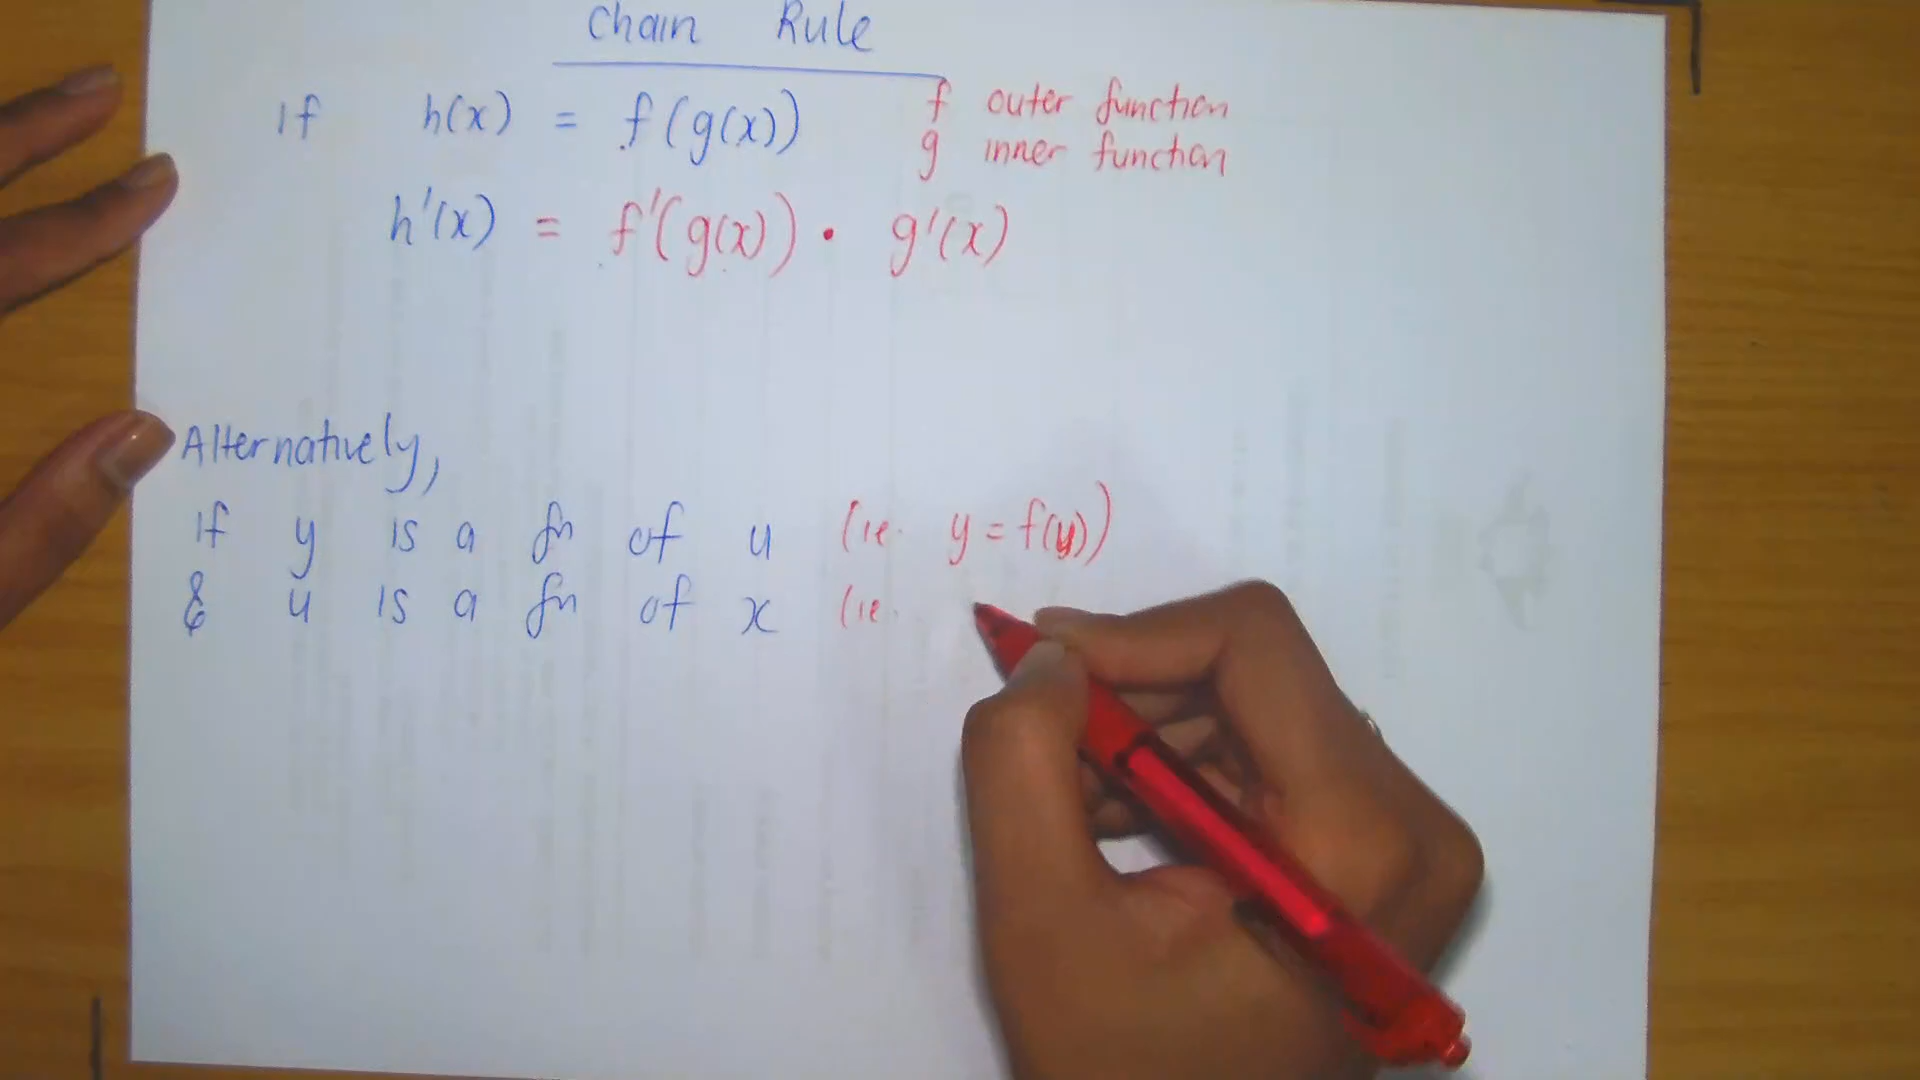 Chain Rule
If h(x) = f(g(x))
f outer function
g inner function
h'(x) = f'(g(x)) • g'(x)
Alternatively,
If y is a fn of u (ie. y = f(u))
& u is a fn of x (ie.